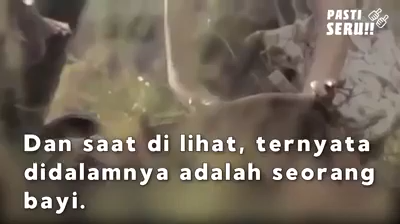 PASTI
SERU!!
Dan saat di lihat, ternyata
didalamnya adalah seorang
bayi.